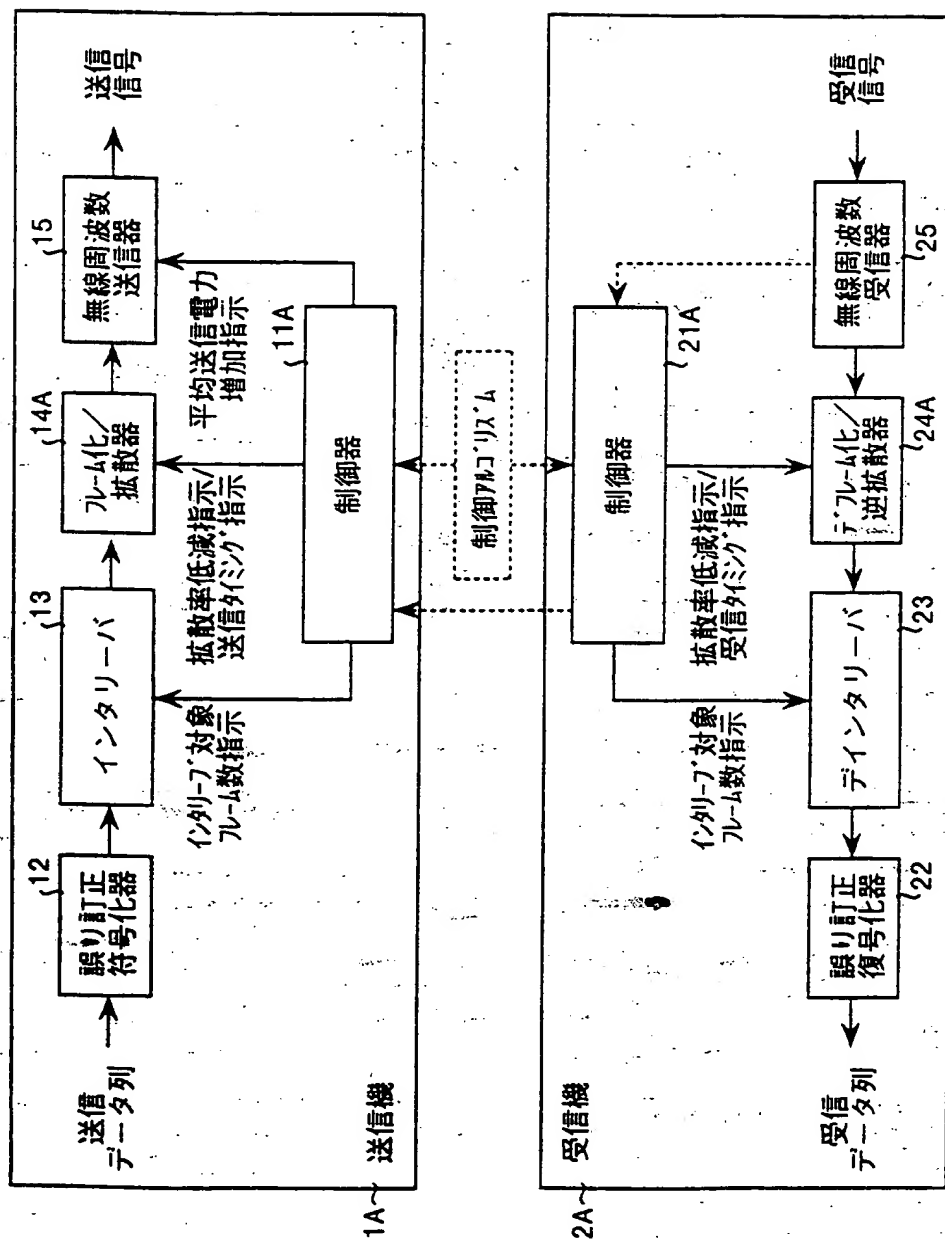 送信
データ列
12
誤り訂正
符号化器
13
インタリーバ
14A
フレーム化/
拡散器
15
無線周波数
送信器
送信
信号
インタリーブ対象
フレーム数指示
拡散率低減指示/
送信タイミング指示
平均送信電力
増加指示
11A
制御器
1A
送信機
制御アルゴリズム
2A
受信機
21A
制御器
インタリーブ対象
フレーム数指示
拡散率低減指示/
受信タイミング指示
受信
データ列
誤り訂正
復号化器
22
デインタリーバ
23
デフレーム化/
逆拡散器
24A
無線周波数
受信器
25
受信
信号